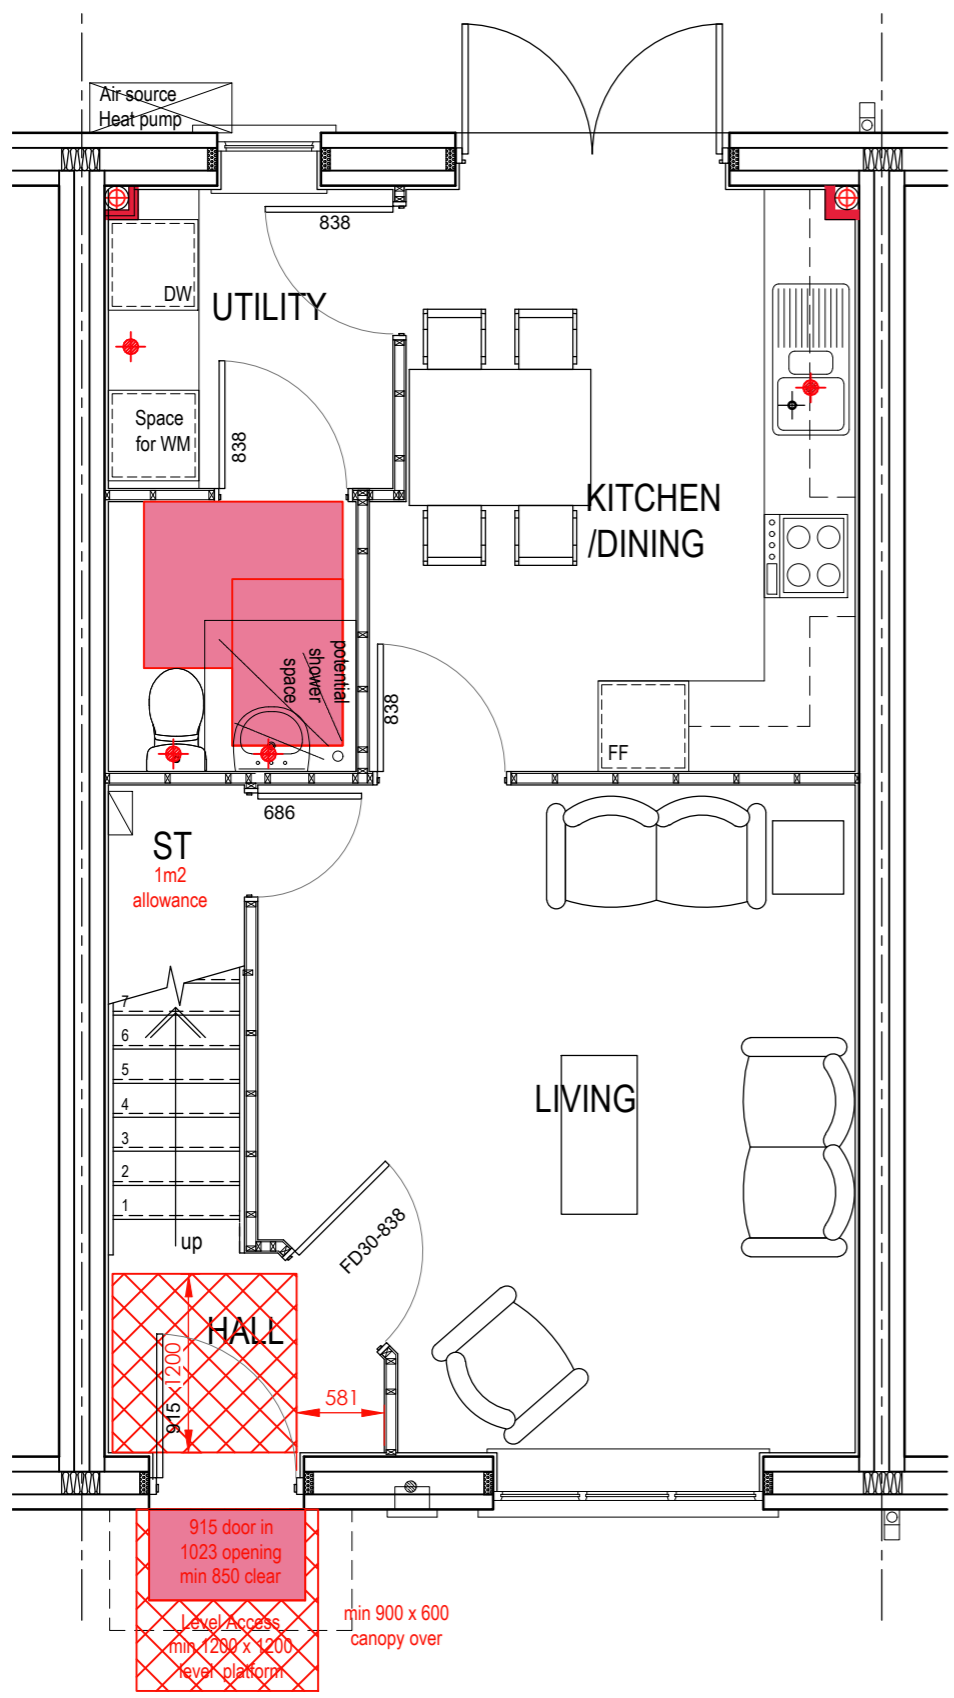 Air source
Heat pump
838
DW
UTILITY
Space
for WM
838
KITCHEN
/DINING
potential
shower
space
838
FF
686
ST
1m2
allowance
7
6
5
4
3
2
1
up
LIVING
FD30-838
HALL
915
1200
581
915 door in
1023 opening
min 850 clear
Level Access
min 1200 x 1200
level platform
min 900 x 600
canopy over